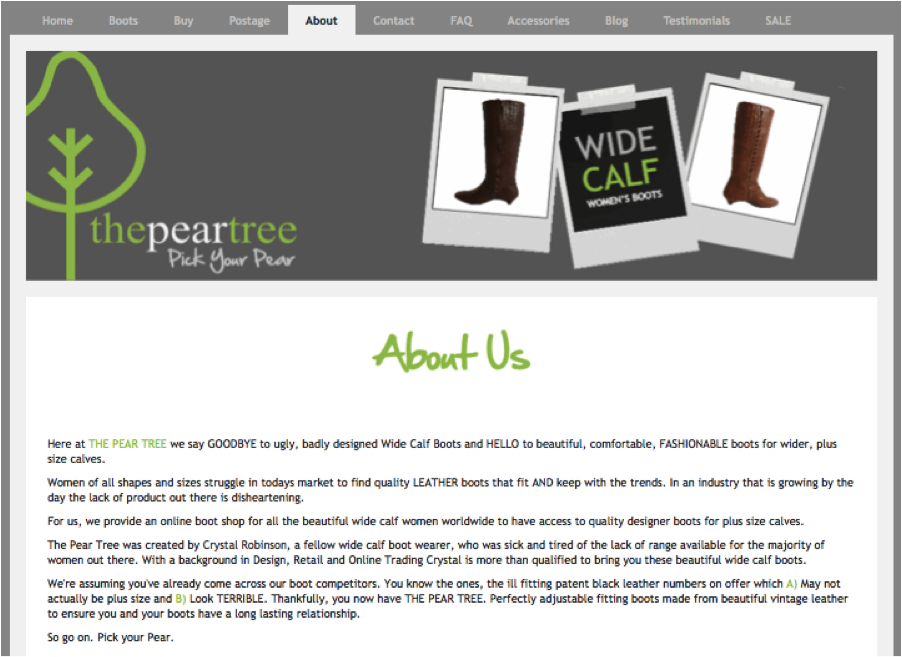 Home Boots Buy Postage About Contact FAQ Accessories Blog Testimonials SALE
thepeartree
Pick Your Pear
WIDE
CALF
WOMEN'S BOOTS
About Us
Here at THE PEAR TREE we say GOODBYE to ugly, badly designed Wide Calf Boots and HELLO to beautiful, comfortable, FASHIONABLE boots for wider, plus
size calves.
Women of all shapes and sizes struggle in todays market to find quality LEATHER boots that fit AND keep with the trends. In an industry that is growing by the
day the lack of product out there is disheartening.
For us, we provide an online boot shop for all the beautiful wide calf women worldwide to have access to quality designer boots for plus size calves.
The Pear Tree was created by Crystal Robinson, a fellow wide calf boot wearer, who was sick and tired of the lack of range available for the majority of
women out there. With a background in Design, Retail and Online Trading Crystal is more than qualified to bring you these beautiful wide calf boots.
We're assuming you've already come across our boot competitors. You know the ones, the ill fitting patent black leather numbers on offer which A) May not
actually be plus size and B) Look TERRIBLE. Thankfully, you now have THE PEAR TREE. Perfectly adjustable fitting boots made from beautiful vintage leather
to ensure you and your boots have a long lasting relationship.
So go on. Pick your Pear.